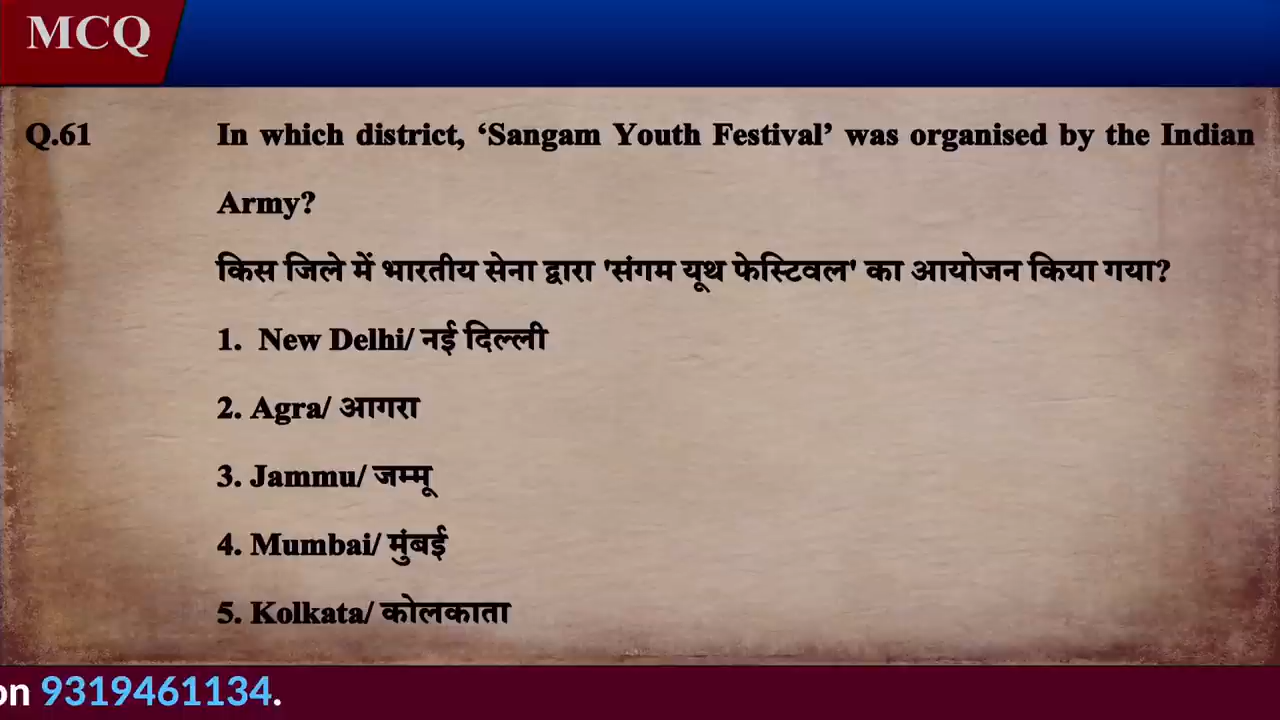 MCQ
Q.61 In which district, ‘Sangam Youth Festival’ was organised by the Indian
Army?
किस जिले में भारतीय सेना द्वारा 'संगम यूथ फेस्टिवल' का आयोजन किया गया?
1. New Delhi/ नई दिल्ली
2. Agra/ आगरा
3. Jammu/ जम्मू
4. Mumbai/ मुंबई
5. Kolkata/ कोलकाता
on 9319461134.